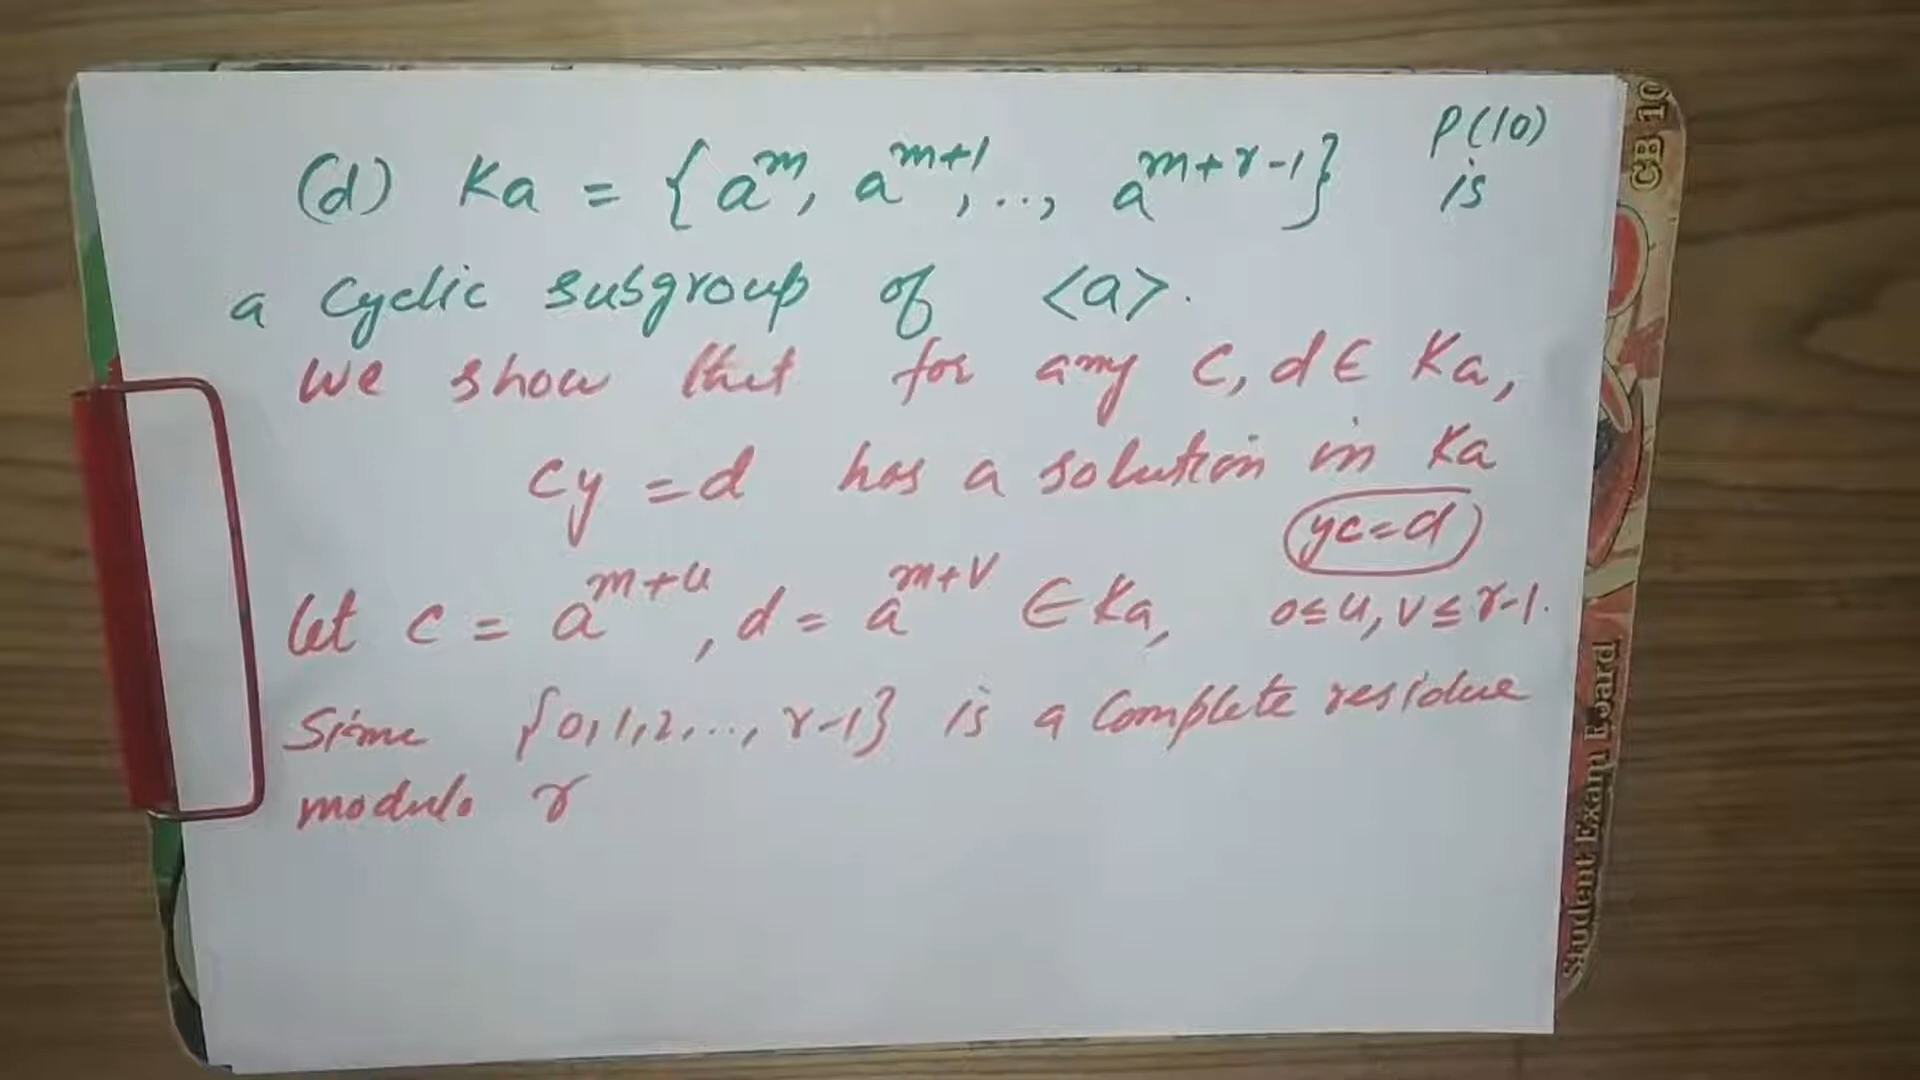 P(10)
(d) Ka = {a^m, a^{m+1}, .., a^{m+r-1}} is
a cyclic subgroup of <a>.
We show that for any c, d ∈ Ka,
cy = d has a solution in Ka
yc = d
Let c = a^{m+u}, d = a^{m+v} ∈ Ka, 0≤u, v≤r-1.
Since {0,1,2,..., r-1} is a complete residue
modulo r
CB 10
Student Exam Board